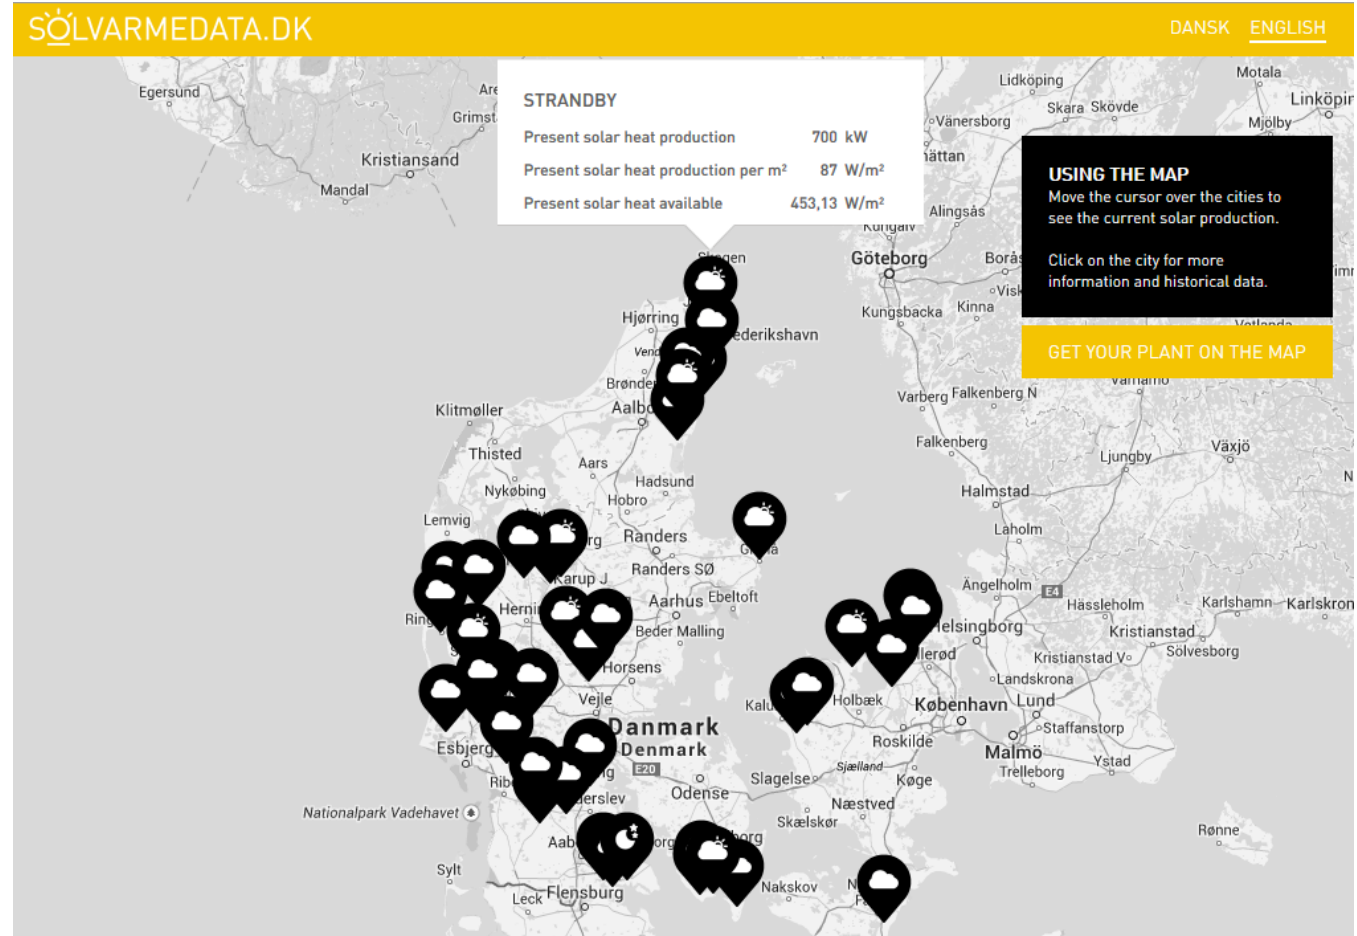 SOLVARMEDATA.DK
DANSK ENGLISH
STRANDBY
Present solar heat production 700 kW
Present solar heat production per m² 87 W/m²
Present solar heat available 453,13 W/m²
USING THE MAP
Move the cursor over the cities to
see the current solar production.
Click on the city for more
information and historical data.
GET YOUR PLANT ON THE MAP
Egersund
Kristiansand
Mandal
Lidköping
Motala
Skara Skövde
Vänersborg
Mjölby
Alingsås
Göteborg
Kungsbacka
Kinna
Hjørring
Varberg
Falkenberg N
Klitmøller
Falkenberg
Växjö
Ljungby
Thisted
Aars
Nykøbing
Hadsund
Hobro
Halmstad
Lemvig
Randers
Laholm
Randers SØ
Karup J
Ängelholm
E4
Aarhus
Ebeltoft
Hässleholm
Karlshamn
Beder Malling
Kristianstad
Sölvesborg
Kristianstad V
Horsens
Landskrona
Vejle
Holbæk
København
Lund
Staffanstorp
Danmark
Denmark
Roskilde
Malmö
Esbjerg
E20
Sjælland
Ystad
Trelleborg
Slagelse
Køge
Odense
Nationalpark Vadehavet
Næstved
Skælskør
Rønne
Sylt
Leck
Flensburg
Nakskov